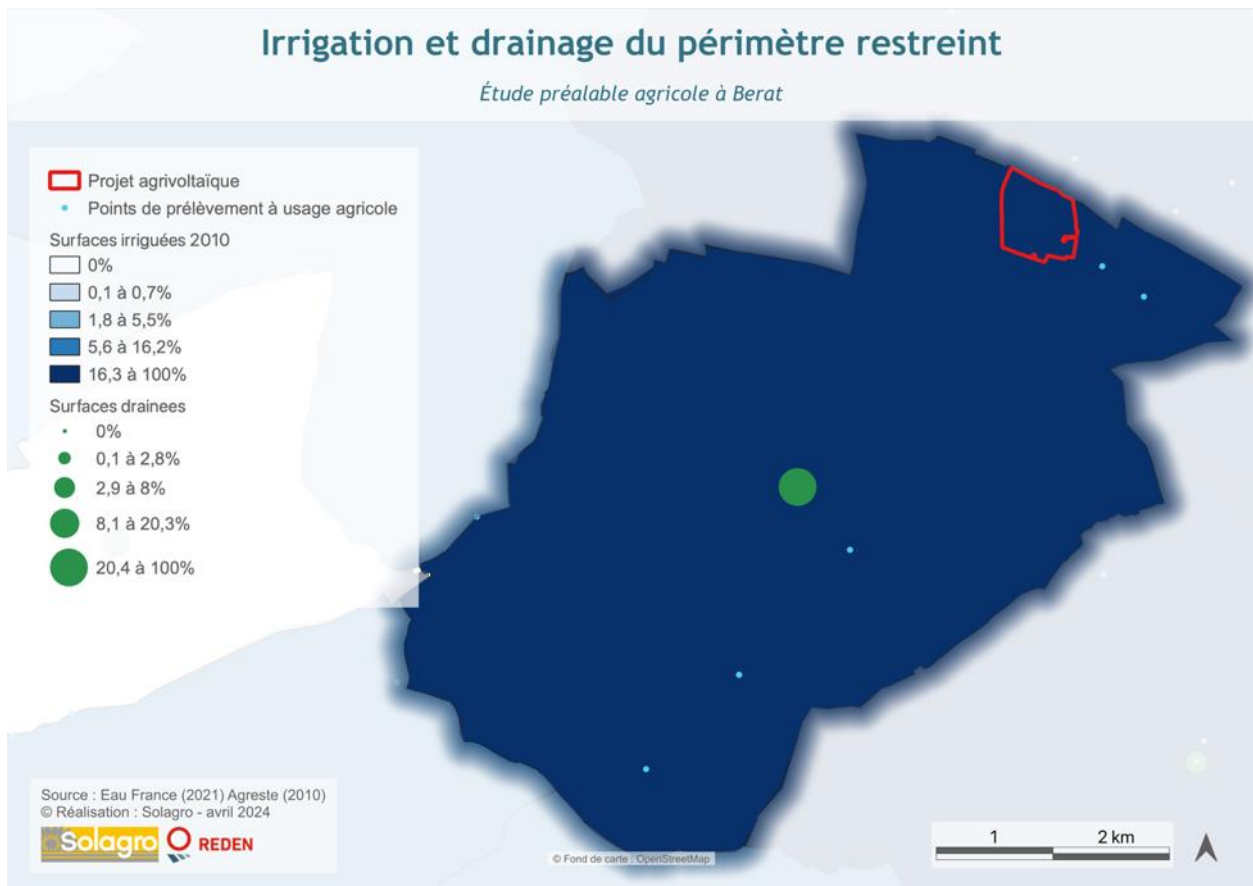 Irrigation et drainage du périmètre restreint
Étude préalable agricole à Berat
Projet agrivoltaïque
Points de prélèvement à usage agricole
Surfaces irriguées 2010
0%
0,1 à 0,7%
1,8 à 5,5%
5,6 à 16,2%
16,3 à 100%
Surfaces drainees
0%
0,1 à 2,8%
2,9 à 8%
8,1 à 20,3%
20,4 à 100%
Source : Eau France (2021) Agreste (2010)
© Réalisation : Solagro - avril 2024
Solagro
REDEN
© Fond de carte : OpenStreetMap
1 2 km